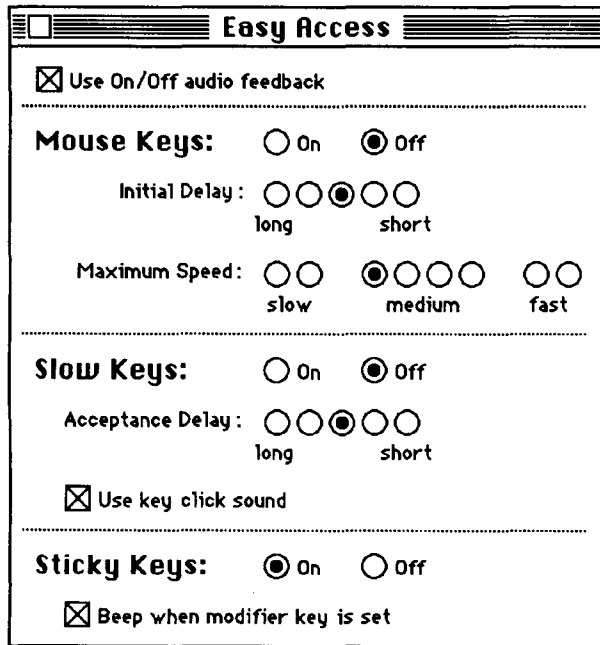 Easy Access
Use On/Off audio feedback
Mouse Keys: On Off
Initial Delay:
long short
Maximum Speed:
slow medium fast
Slow Keys: On Off
Acceptance Delay:
long short
Use key click sound
Sticky Keys: On Off
Beep when modifier key is set